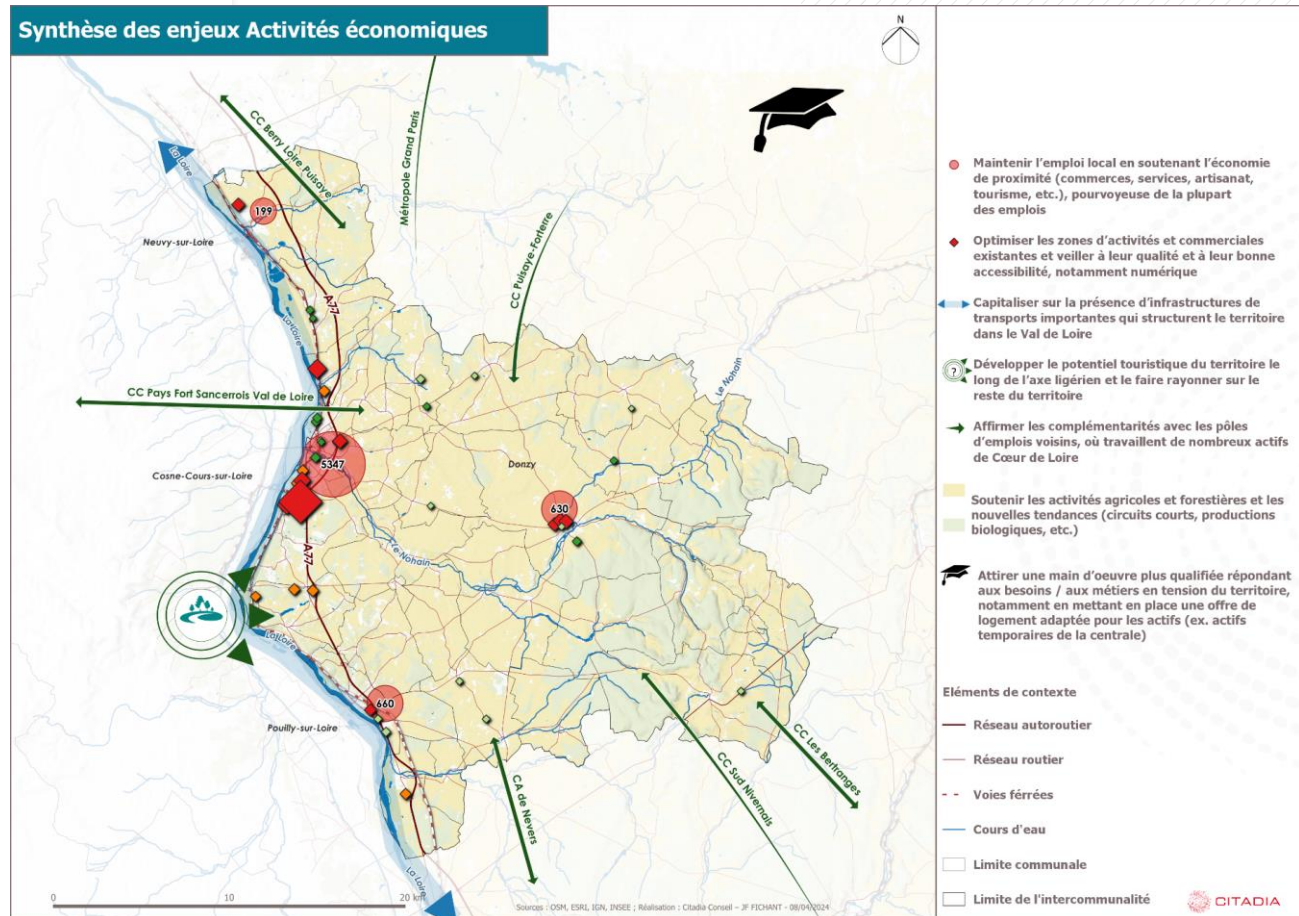 Synthèse des enjeux Activités économiques
N
CC Berry Loire Puisaye
Métropole Grand Paris
La Loire
199
Neuvy-sur-Loire
CC Puisaye-Forterre
A77
La Loire
Le Nohain
CC Pays Fort Sancerrois Val de Loire
5347
Donzy
Cosne-Cours-sur-Loire
630
A77
Le Nohain
La Loire
660
Pouilly-sur-Loire
CC Les Bertranges
CC Sud Nivernais
CA de Nevers
La Loire
0 10 20 km
Sources : OSM, ESRI, IGN, INSEE ; Réalisation : Citadia Conseil – JF FICHANT - 08/04/2024
Maintenir l'emploi local en soutenant l'économie
de proximité (commerces, services, artisanat,
tourisme, etc.), pourvoyeuse de la plupart
des emplois
Optimiser les zones d'activités et commerciales
existantes et veiller à leur qualité et à leur bonne
accessibilité, notamment numérique
Capitaliser sur la présence d'infrastructures de
transports importantes qui structurent le territoire
dans le Val de Loire
?
Développer le potentiel touristique du territoire le
long de l'axe ligérien et le faire rayonner sur le
reste du territoire
Affirmer les complémentarités avec les pôles
d'emplois voisins, où travaillent de nombreux actifs
de Cœur de Loire
Soutenir les activités agricoles et forestières et les
nouvelles tendances (circuits courts, productions
biologiques, etc.)
Attirer une main d'oeuvre plus qualifiée répondant
aux besoins / aux métiers en tension du territoire,
notamment en mettant en place une offre de
logement adaptée pour les actifs (ex. actifs
temporaires de la centrale)
Eléments de contexte
Réseau autoroutier
Réseau routier
Voies férrées
Cours d'eau
Limite communale
Limite de l'intercommunalité
CITADIA